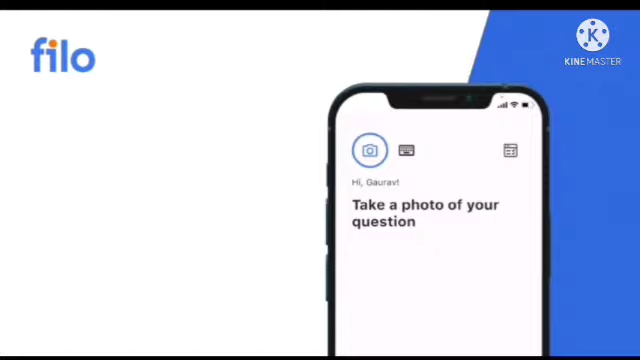 filo
K
KINEMASTER
Hi, Gaurav!
Take a photo of your
question